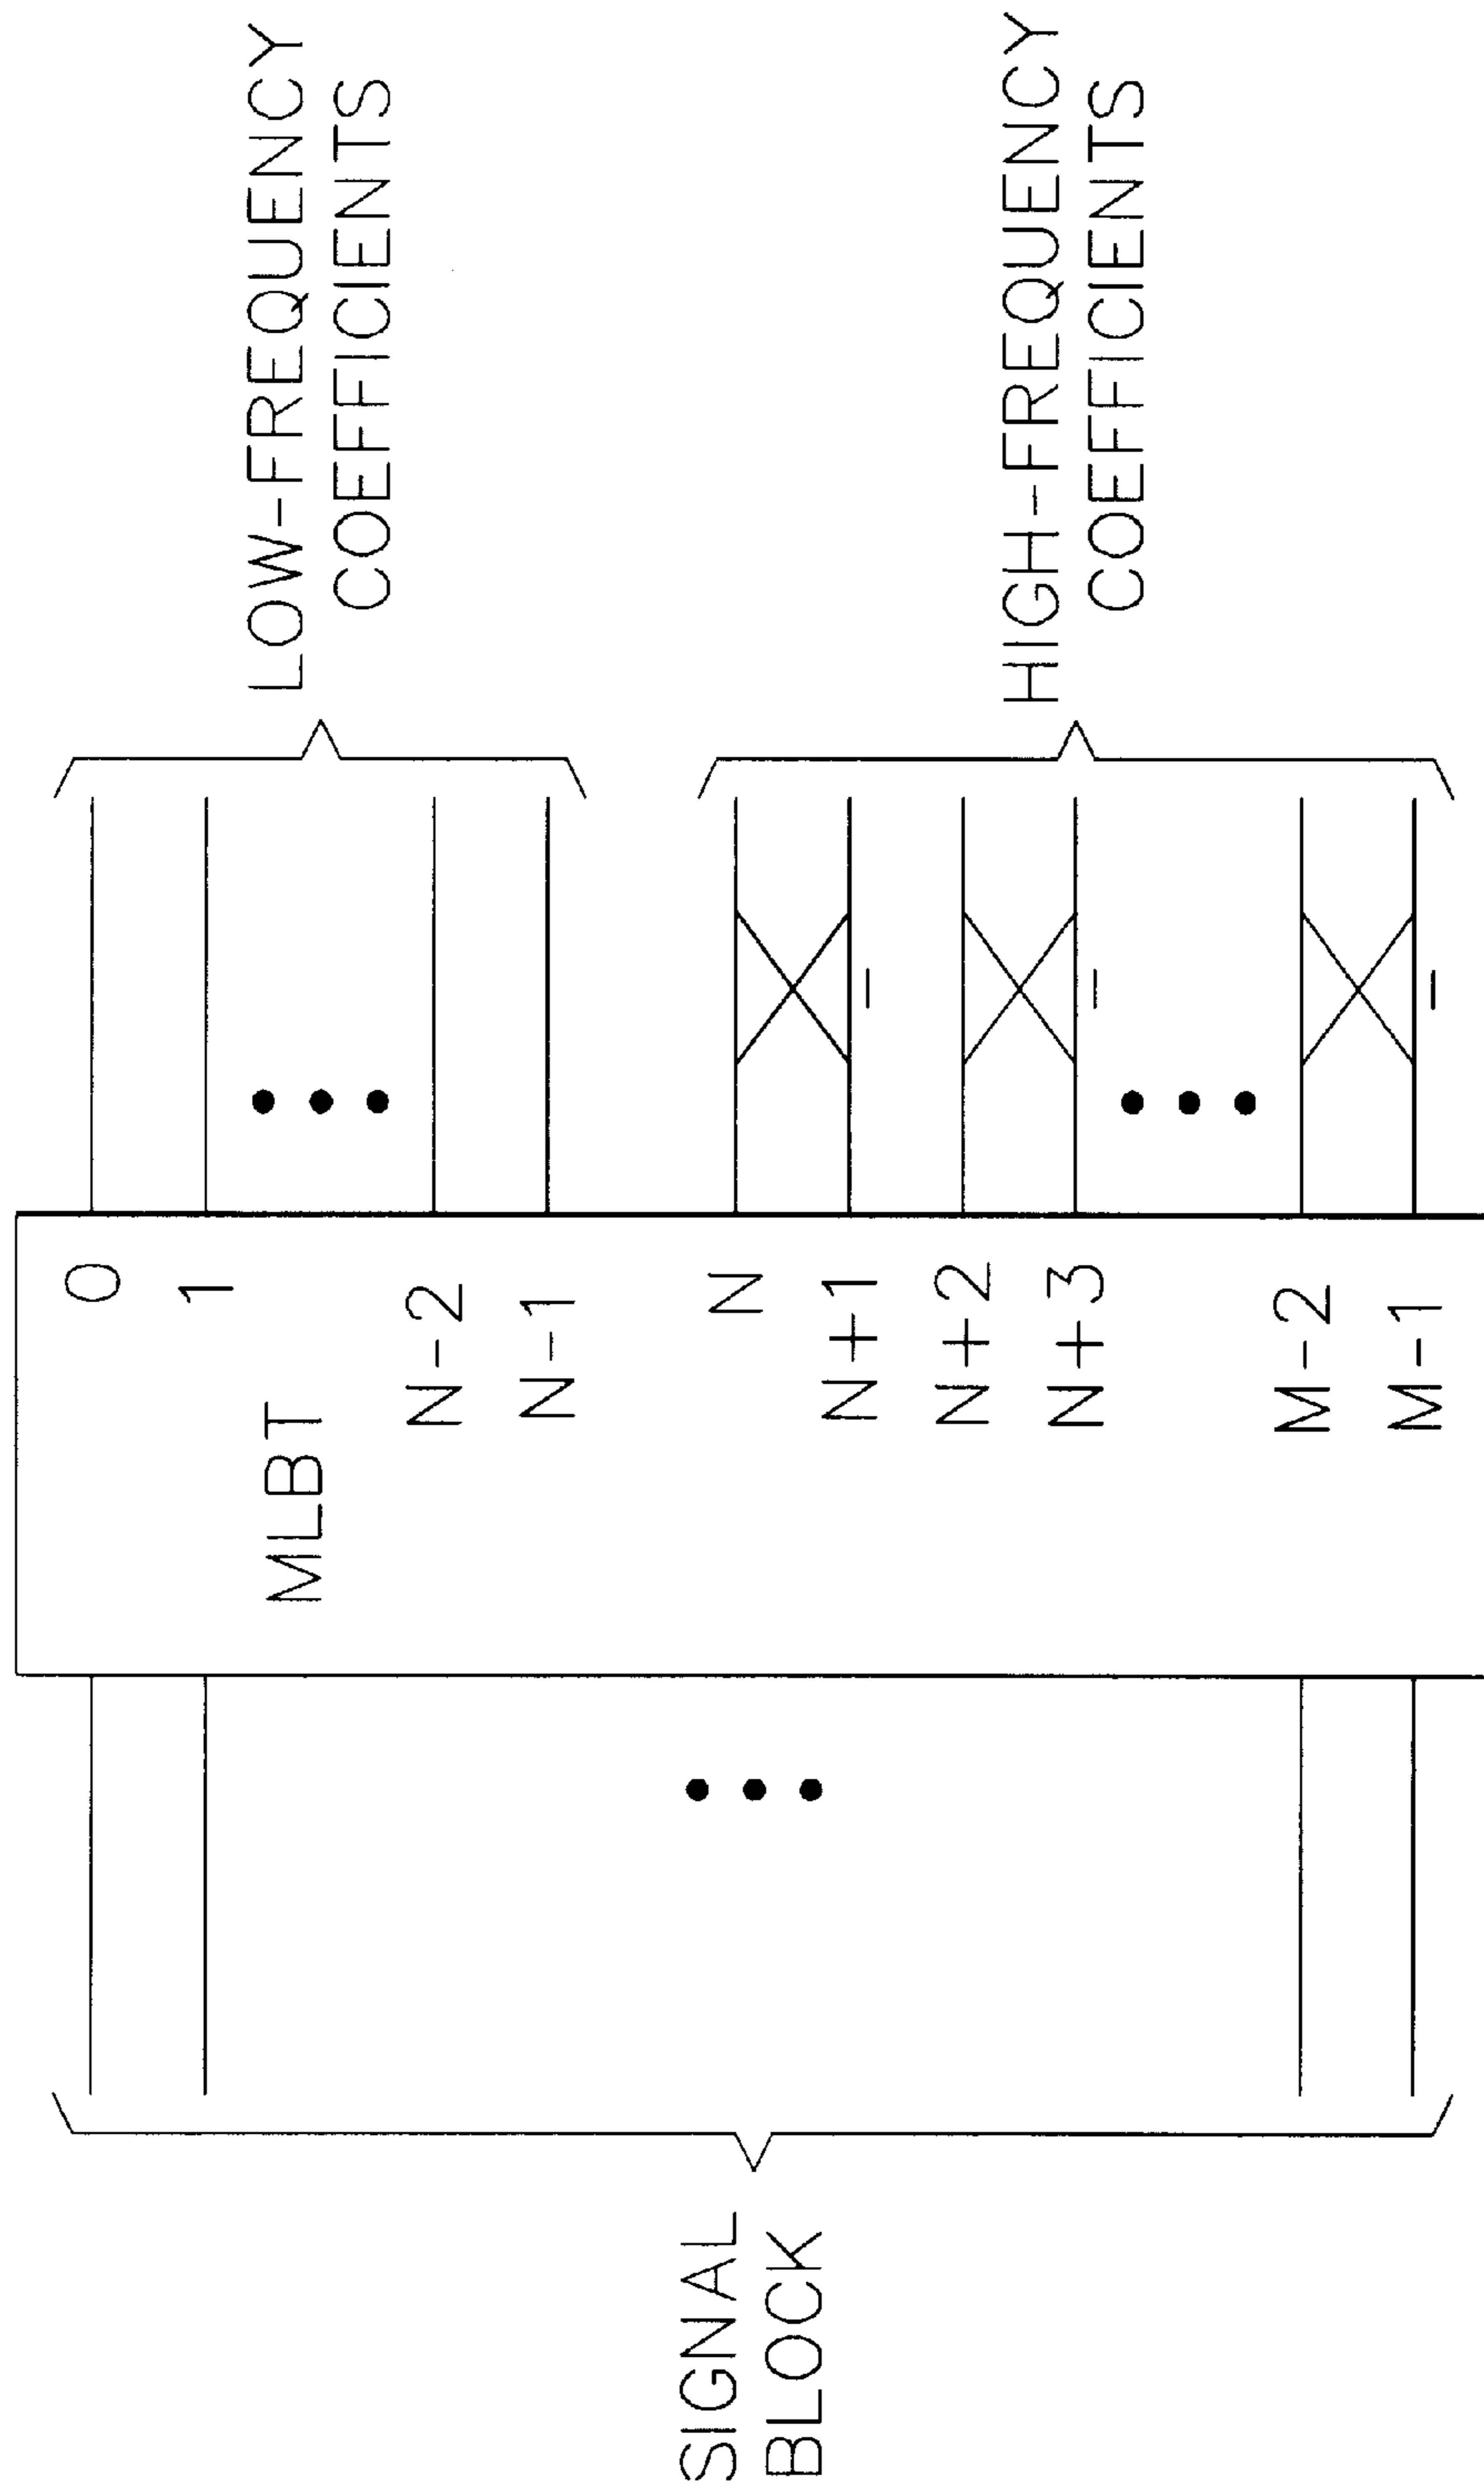 SIGNAL
BLOCK
MLBT
0
1
N-2
N-1
N
N+1
N+2
N+3
M-2
M-1
LOW-FREQUENCY
COEFFICIENTS
HIGH-FREQUENCY
COEFFICIENTS